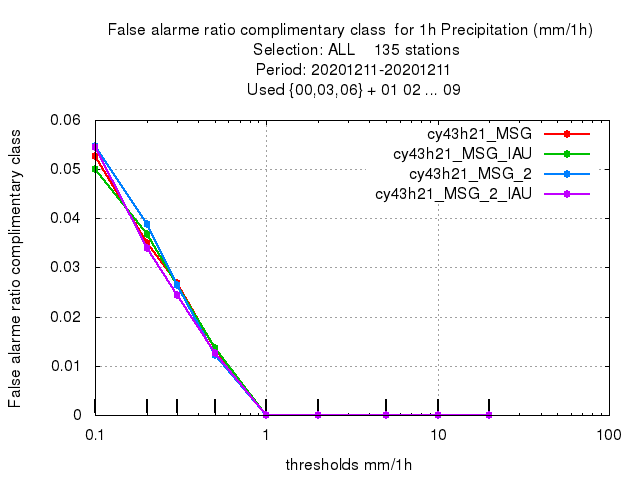 False alarme ratio complimentary class  for 1h Precipitation (mm/1h)
Selection: ALL    135 stations
Period: 20201211-20201211
Used {00,03,06} + 01 02 ... 09
False alarme ratio complimentary class
0.06
0.05
0.04
0.03
0.02
0.01
0
cy43h21_MSG
cy43h21_MSG_IAU
cy43h21_MSG_2
cy43h21_MSG_2_IAU
0.1 1 10 100
thresholds mm/1h